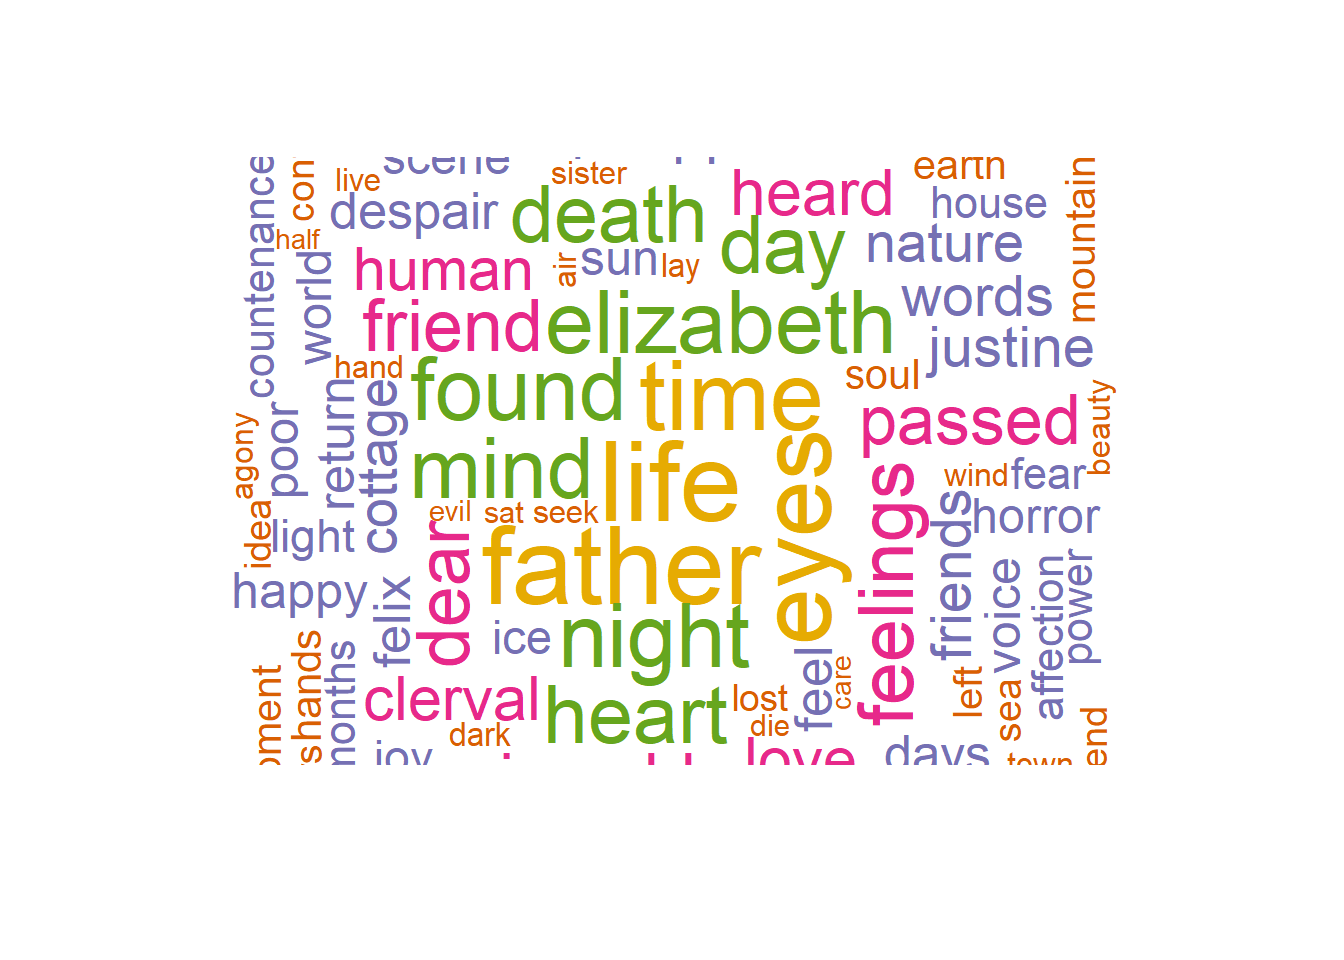 scene
sister
earth
countenance
con
live
despair
death
heard
house
mountain
half
human
air
sun
lay
day
nature
world
friend
elizabeth
words
justine
hand
found
time
soul
agony
poor
return
cottage
mind
life
eyes
passed
beauty
idea
light
evil
sat
seek
feelings
wind
fear
horror
happy
felix
dear
father
friends
voice
affection
power
ice
night
months
clerval
heart
lost
die
feel
care
left
sea
dark
joy
love
days
town